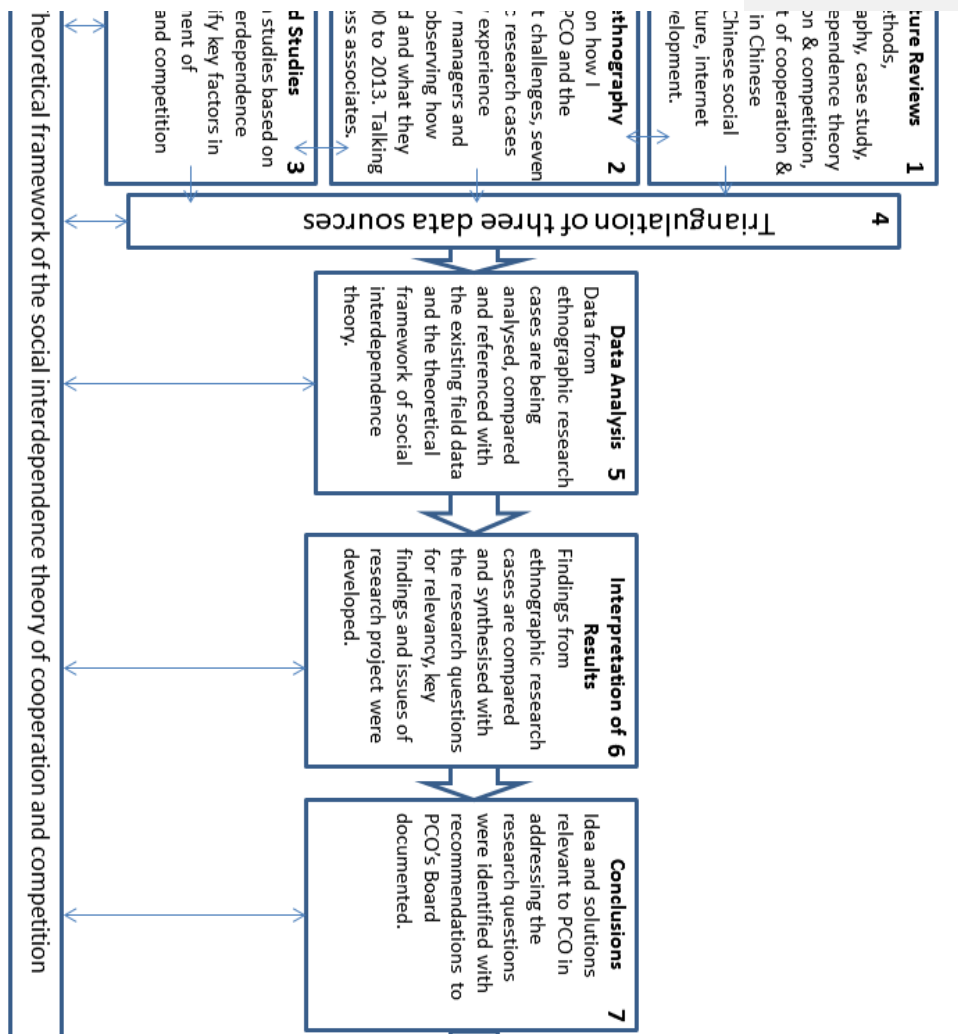 ture Reviews 1
ethods,
aphy, case study,
ependence theory
on & competition,
t of cooperation &
in Chinese
Chinese social
ture, internet
velopment.
ethnography 2
on how I
PCO and the
t challenges, seven
c research cases
experience
managers and
observing how
d and what they
00 to 2013. Talking
ess associates.
d Studies 3
studies based on
erdependence
ify key factors in
ment of
and competition
4
Triangulation of three data sources
Data Analysis 5
Data from
ethnographic research
cases are being
analysed, compared
and referenced with
the existing field data
and the theoretical
framework of social
interdependence
theory.
Interpretation of 6
Results
Findings from
ethnographic research
cases are compared
and synthesised with
the research questions
for relevancy, key
findings and issues of
research project were
developed.
Conclusions 7
Idea and solutions
relevant to PCO in
addressing the
research questions
were identified with
recommendations to
PCO's Board
documented.
heoretical framework of the social interdependence theory of cooperation and competition